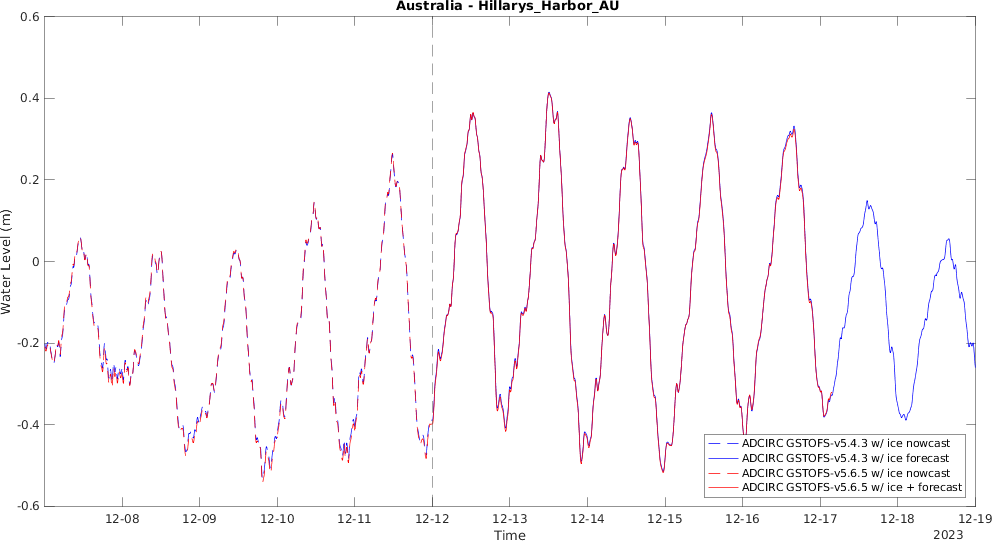 Australia - Hillarys_Harbor_AU
0.6
0.4
0.2
0
-0.2
-0.4
-0.6
Water Level (m)
ADCIRC GSTOFS-v5.4.3 w/ ice nowcast
ADCIRC GSTOFS-v5.4.3 w/ ice forecast
ADCIRC GSTOFS-v5.6.5 w/ ice nowcast
ADCIRC GSTOFS-v5.6.5 w/ ice + forecast
12-08 12-09 12-10 12-11 12-12 12-13 12-14 12-15 12-16 12-17 12-18 12-19
Time
2023